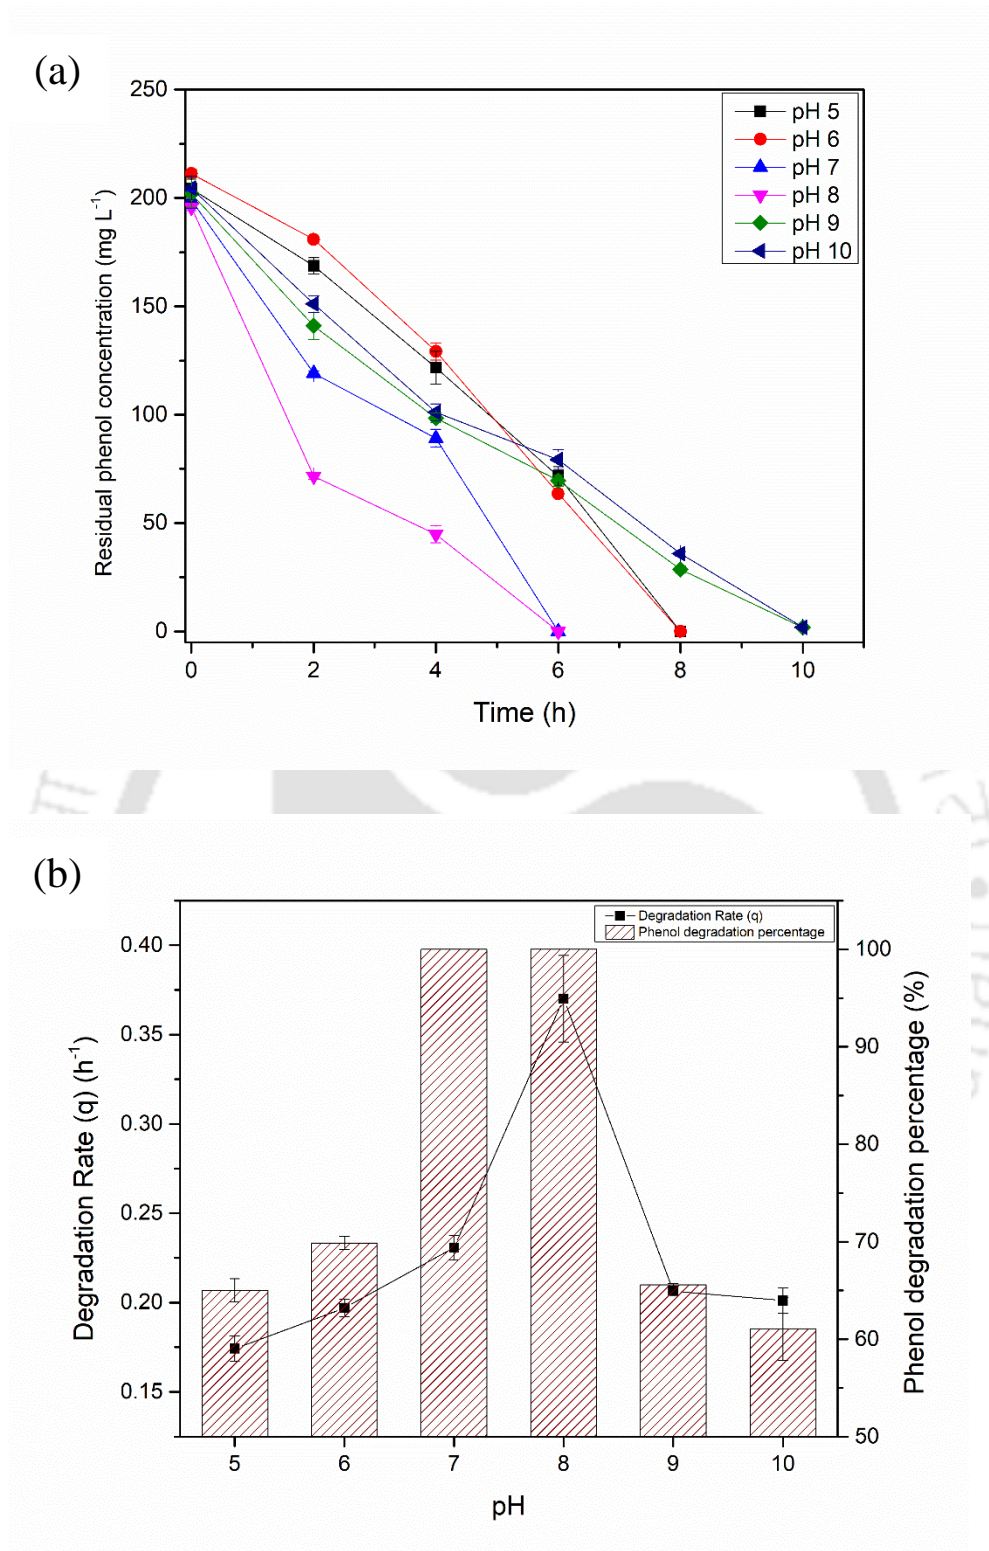 (a)
250
200
150
100
50
0
Residual phenol concentration (mg L⁻¹)
pH 5
pH 6
pH 7
pH 8
pH 9
pH 10
0 2 4 6 8 10
Time (h)
(b)
0.40
0.35
0.30
0.25
0.20
0.15
Degradation Rate (q) (h⁻¹)
Degradation Rate (q)
Phenol degradation percentage
100
90
80
70
60
50
Phenol degradation percentage (%)
5 6 7 8 9 10
pH